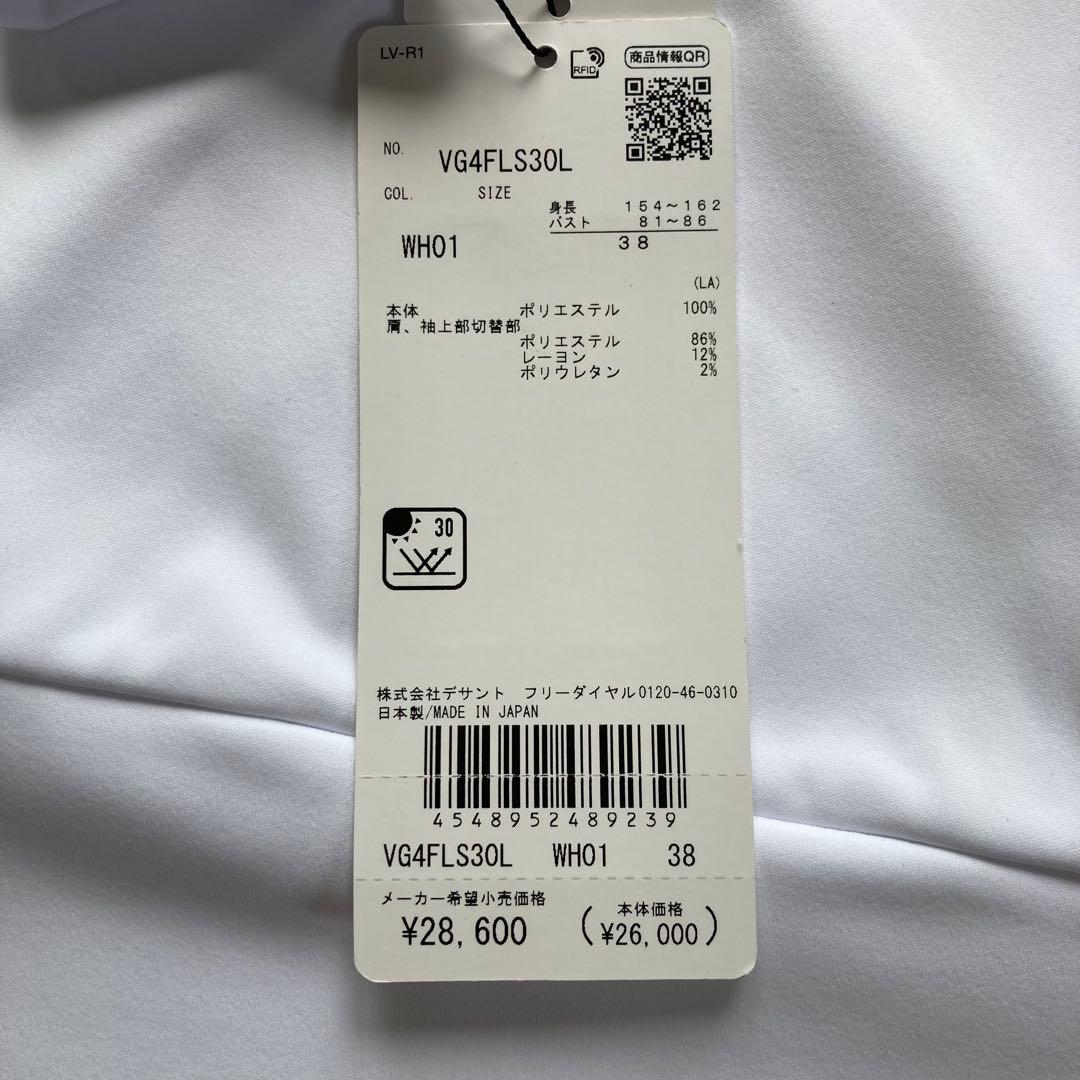 LV-R1
RFID
商品情報QR
NO. VG4FLS30L
COL. SIZE
身長 154~162
バスト 81~86
WH01 38
(LA)
本体 ポリエステル 100%
肩、袖上部切替部
ポリエステル 86%
レーヨン 12%
ポリウレタン 2%
30
株式会社デサント フリーダイヤル0120-46-0310
日本製/MADE IN JAPAN
4548952489239
VG4FLS30L WH01 38
メーカー希望小売価格
¥28,600
本体価格
(¥26,000)